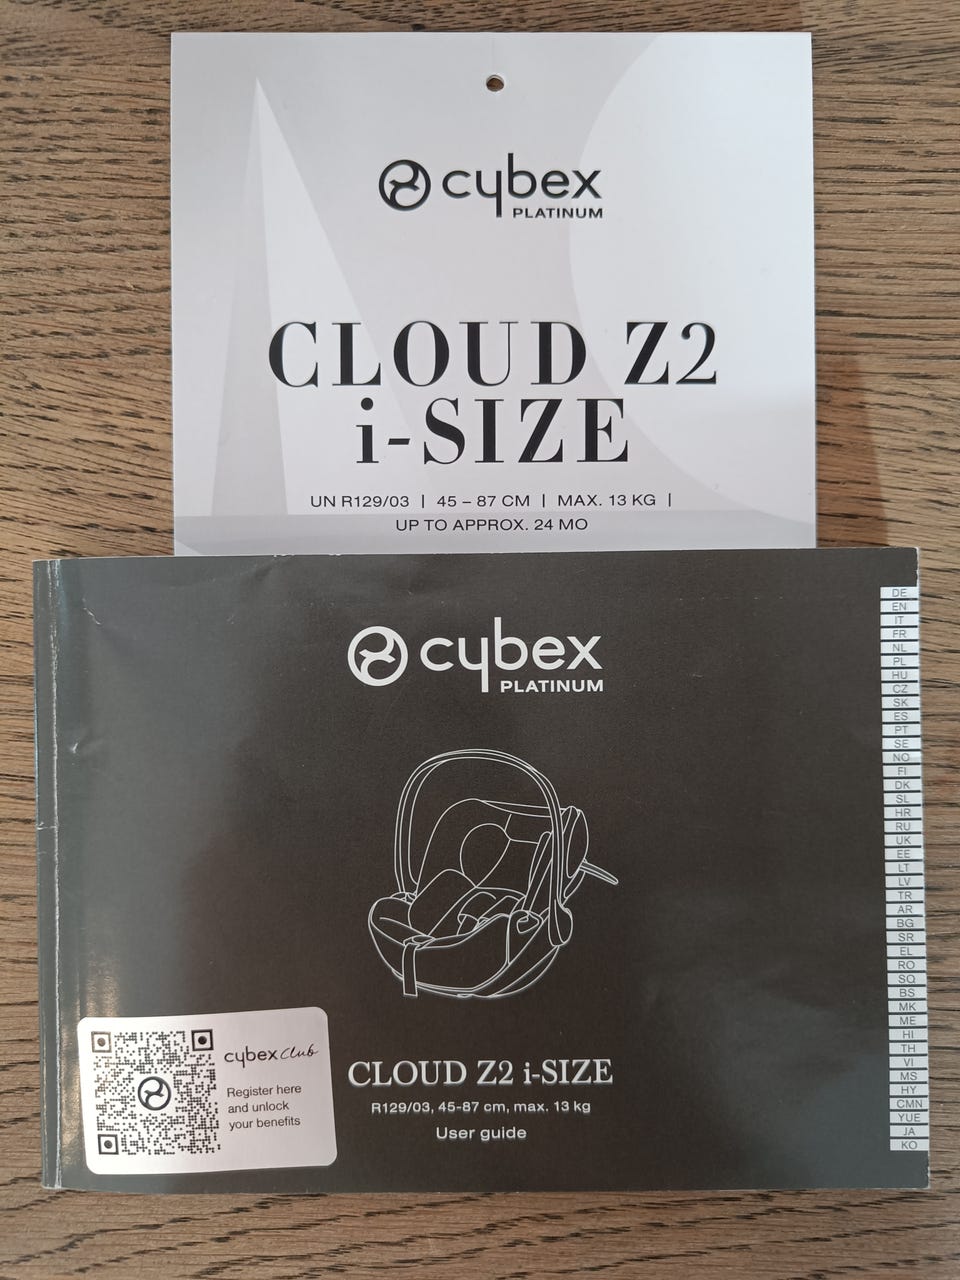 cybex
PLATINUM
CLOUD Z2
i-SIZE
UN R129/03 | 45 – 87 CM | MAX. 13 KG |
UP TO APPROX. 24 MO
cybex
PLATINUM
DE
EN
IT
FR
NL
PL
HU
CZ
SK
ES
PT
SE
NO
FI
DK
SL
HR
RU
UK
EE
LT
LV
TR
AR
BG
SR
EL
RO
SQ
BS
MK
ME
HI
TH
VI
MS
HY
CMN
YUE
JA
KO
cybex Club
Register here
and unlock
your benefits
CLOUD Z2 i-SIZE
R129/03, 45-87 cm, max. 13 kg
User guide